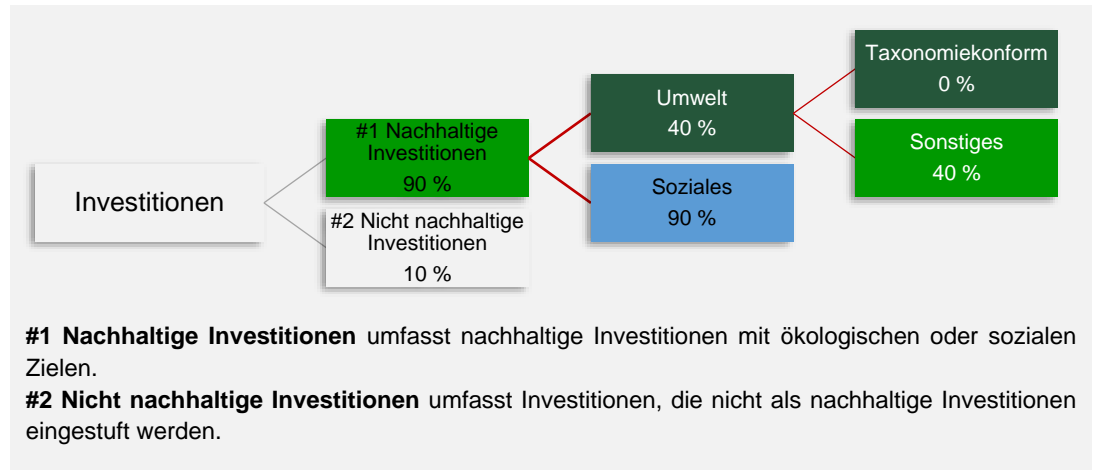 Investitionen
#1 Nachhaltige
Investitionen
90 %
#2 Nicht nachhaltige
Investitionen
10 %
Umwelt
40 %
Soziales
90 %
Taxonomiekonform
0 %
Sonstiges
40 %
#1 Nachhaltige Investitionen umfasst nachhaltige Investitionen mit ökologischen oder sozialen
Zielen.
#2 Nicht nachhaltige Investitionen umfasst Investitionen, die nicht als nachhaltige Investitionen
eingestuft werden.